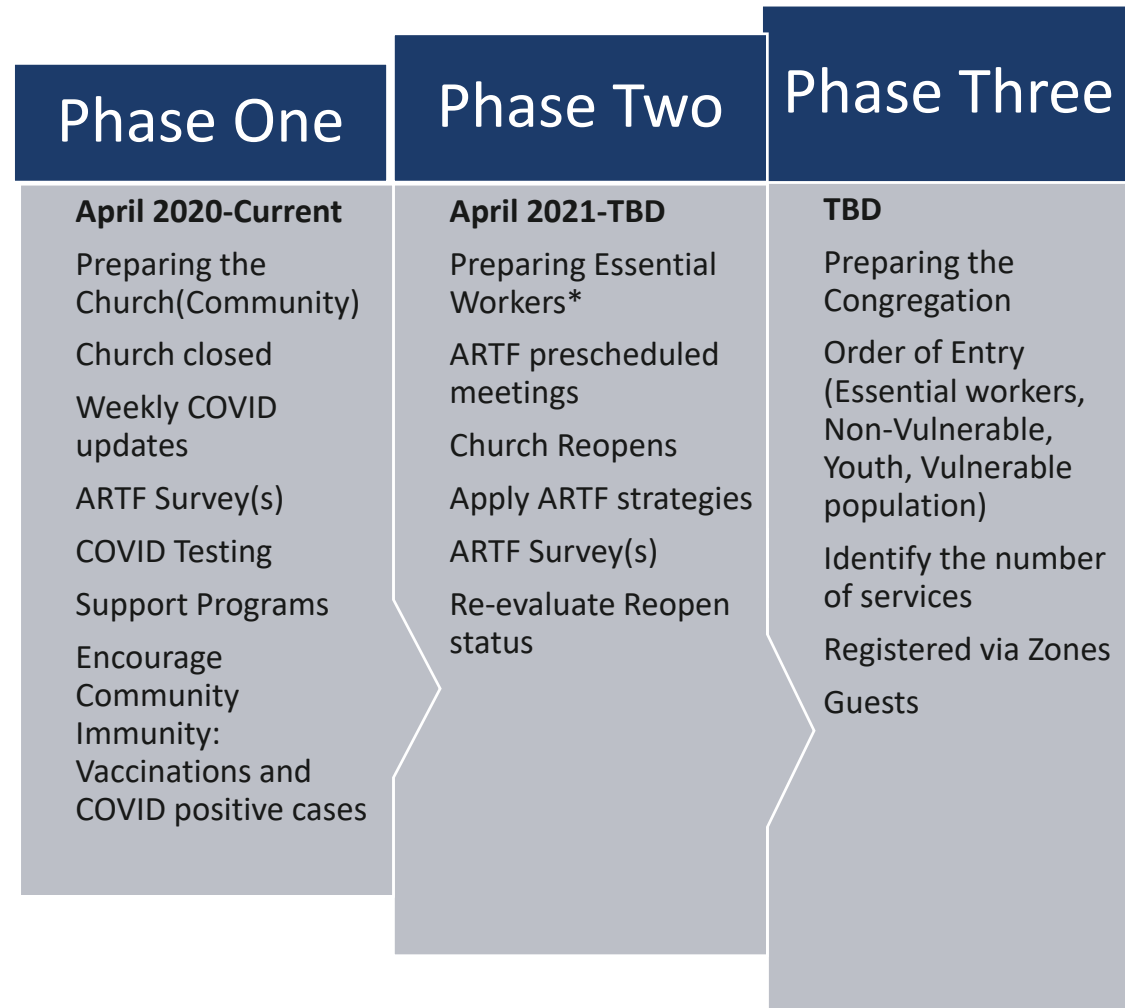 Phase One
April 2020-Current
Preparing the
Church(Community)
Church closed
Weekly COVID
updates
ARTF Survey(s)
COVID Testing
Support Programs
Encourage
Community
Immunity:
Vaccinations and
COVID positive cases
Phase Two
April 2021-TBD
Preparing Essential
Workers*
ARTF prescheduled
meetings
Church Reopens
Apply ARTF strategies
ARTF Survey(s)
Re-evaluate Reopen
status
Phase Three
TBD
Preparing the
Congregation
Order of Entry
(Essential workers,
Non-Vulnerable,
Youth, Vulnerable
population)
Identify the number
of services
Registered via Zones
Guests